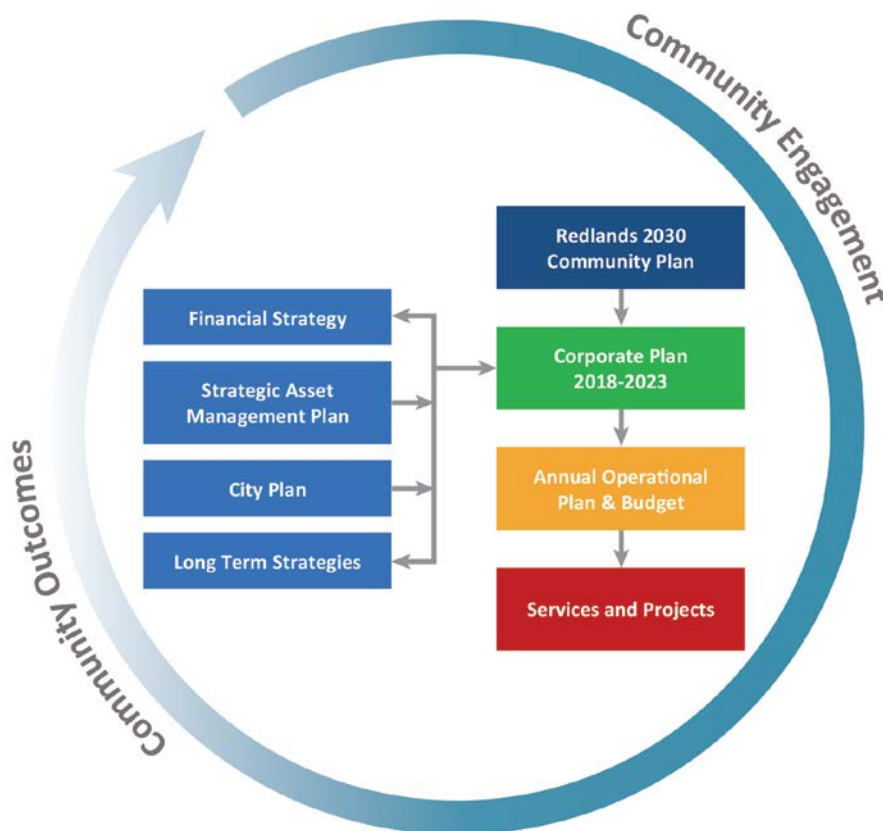 Community Engagement
Redlands 2030
Community Plan
Financial Strategy
Corporate Plan
2018-2023
Strategic Asset
Management Plan
City Plan
Annual Operational
Plan & Budget
Long Term Strategies
Services and Projects
Community Outcomes